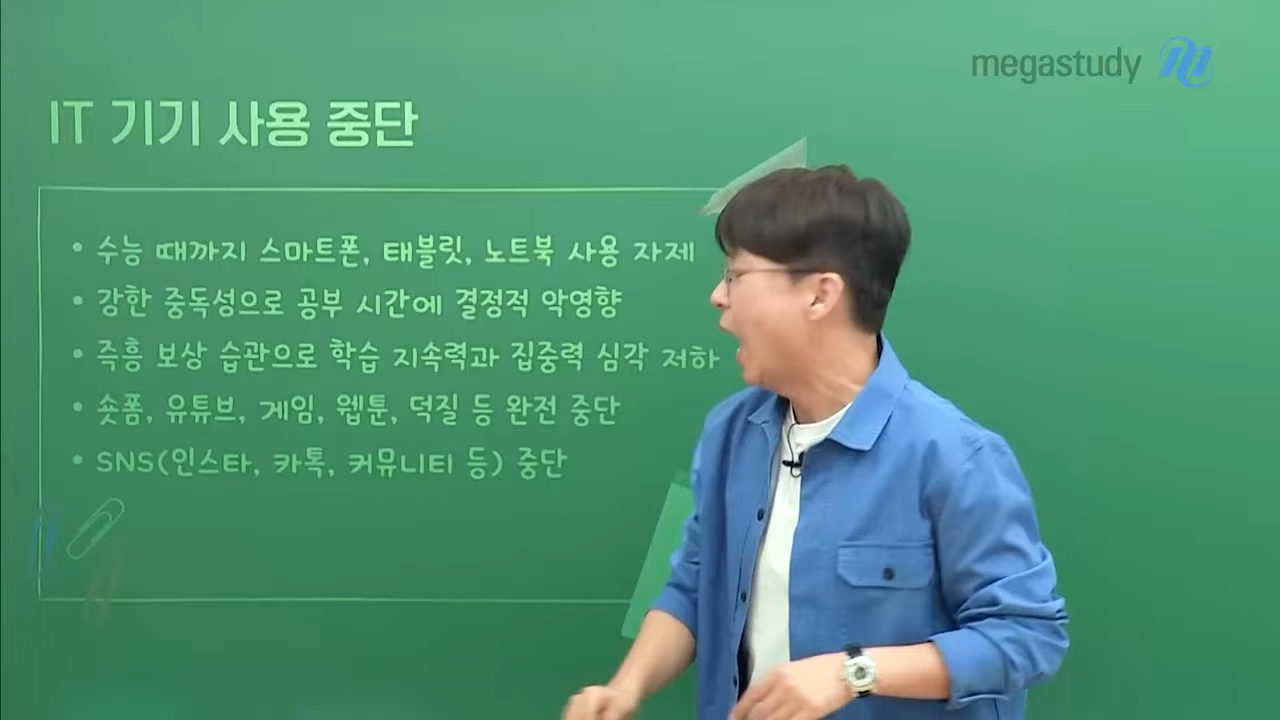 megastudy
IT 기기 사용 중단
• 수능 때까지 스마트폰, 태블릿, 노트북 사용 자제
• 강한 중독성으로 공부 시간에 결정적 악영향
• 즉흥 보상 습관으로 학습 지속력과 집중력 심각 저하
• 숏폼, 유튜브, 게임, 웹툰, 덕질 등 완전 중단
• SNS(인스타, 카톡, 커뮤니티 등) 중단